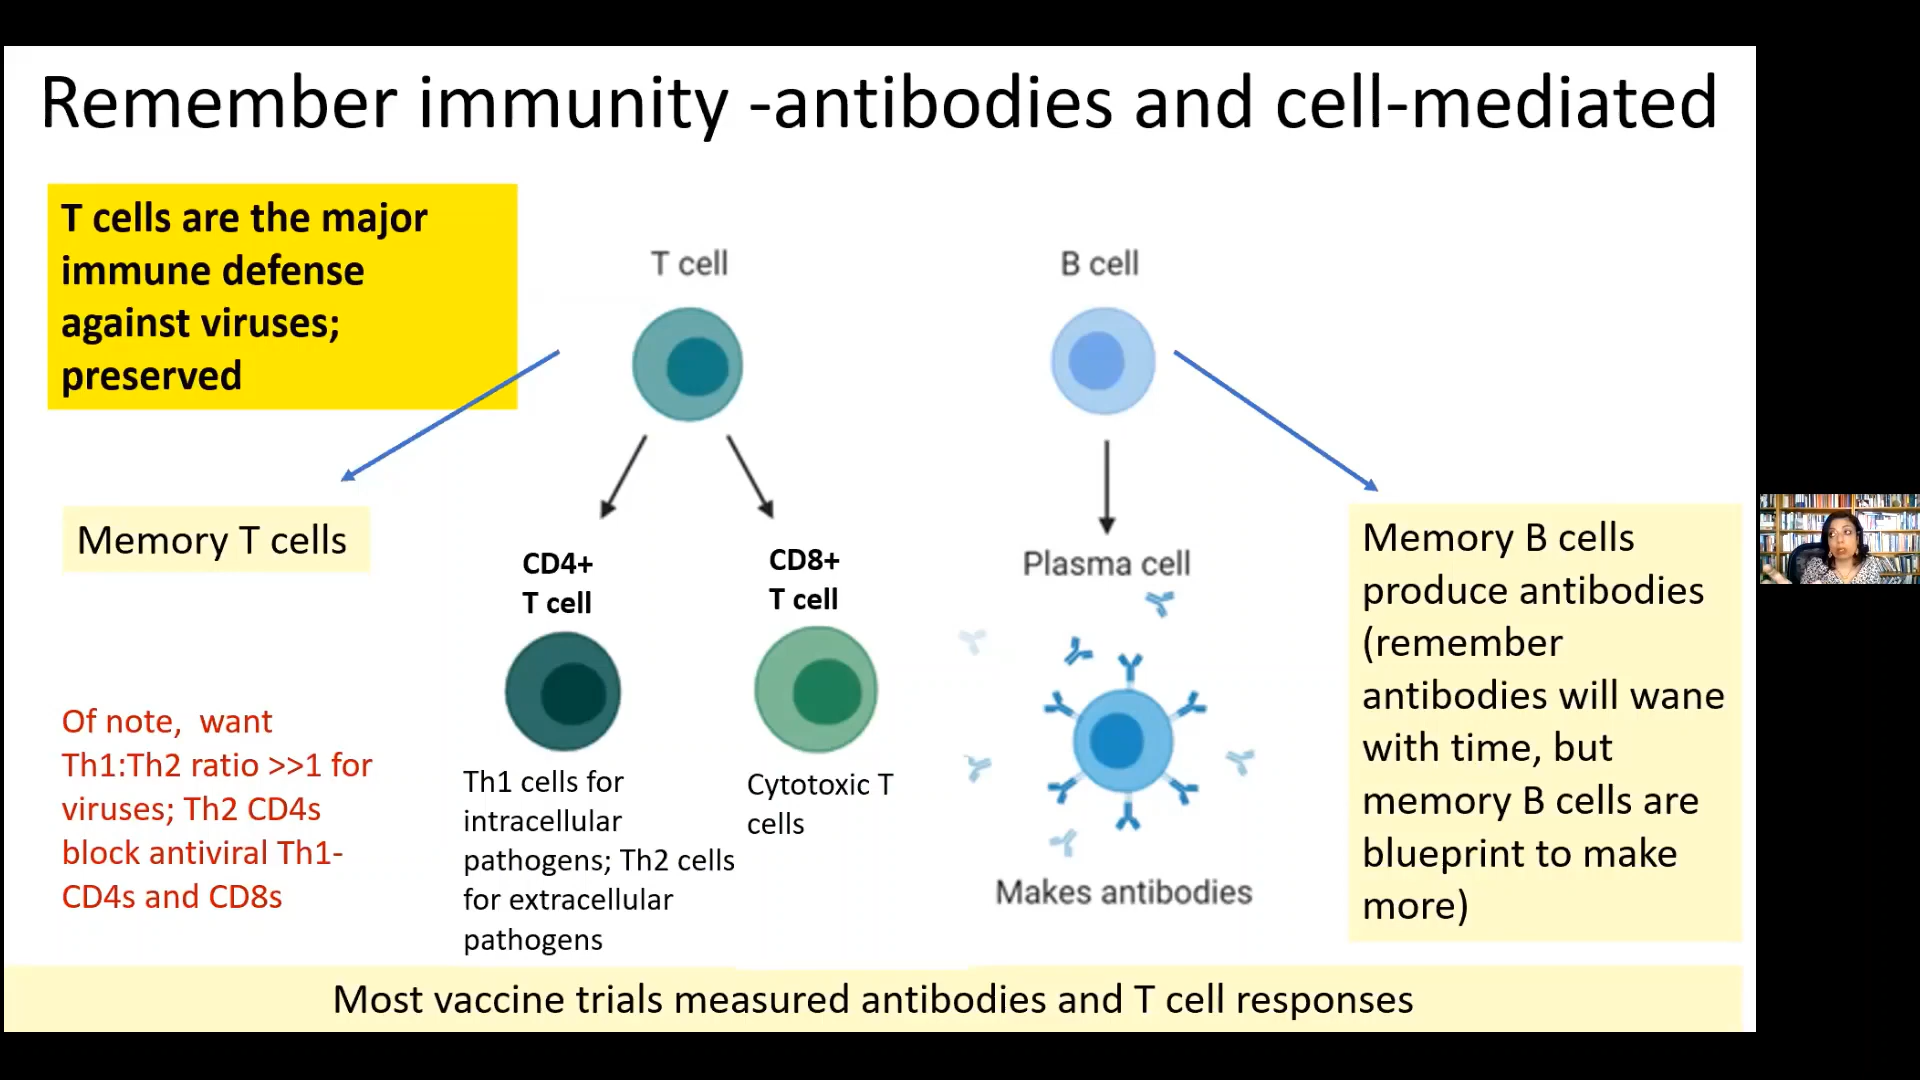 Remember immunity -antibodies and cell-mediated
T cells are the major
immune defense
against viruses;
preserved
T cell
B cell
Memory T cells
CD4+
T cell
CD8+
T cell
Plasma cell
Memory B cells
produce antibodies
(remember
antibodies will wane
with time, but
memory B cells are
blueprint to make
more)
Of note,  want
Th1:Th2 ratio >>1 for
viruses; Th2 CD4s
block antiviral Th1-
CD4s and CD8s
Th1 cells for
intracellular
pathogens; Th2 cells
for extracellular
pathogens
Cytotoxic T
cells
Makes antibodies
Most vaccine trials measured antibodies and T cell responses